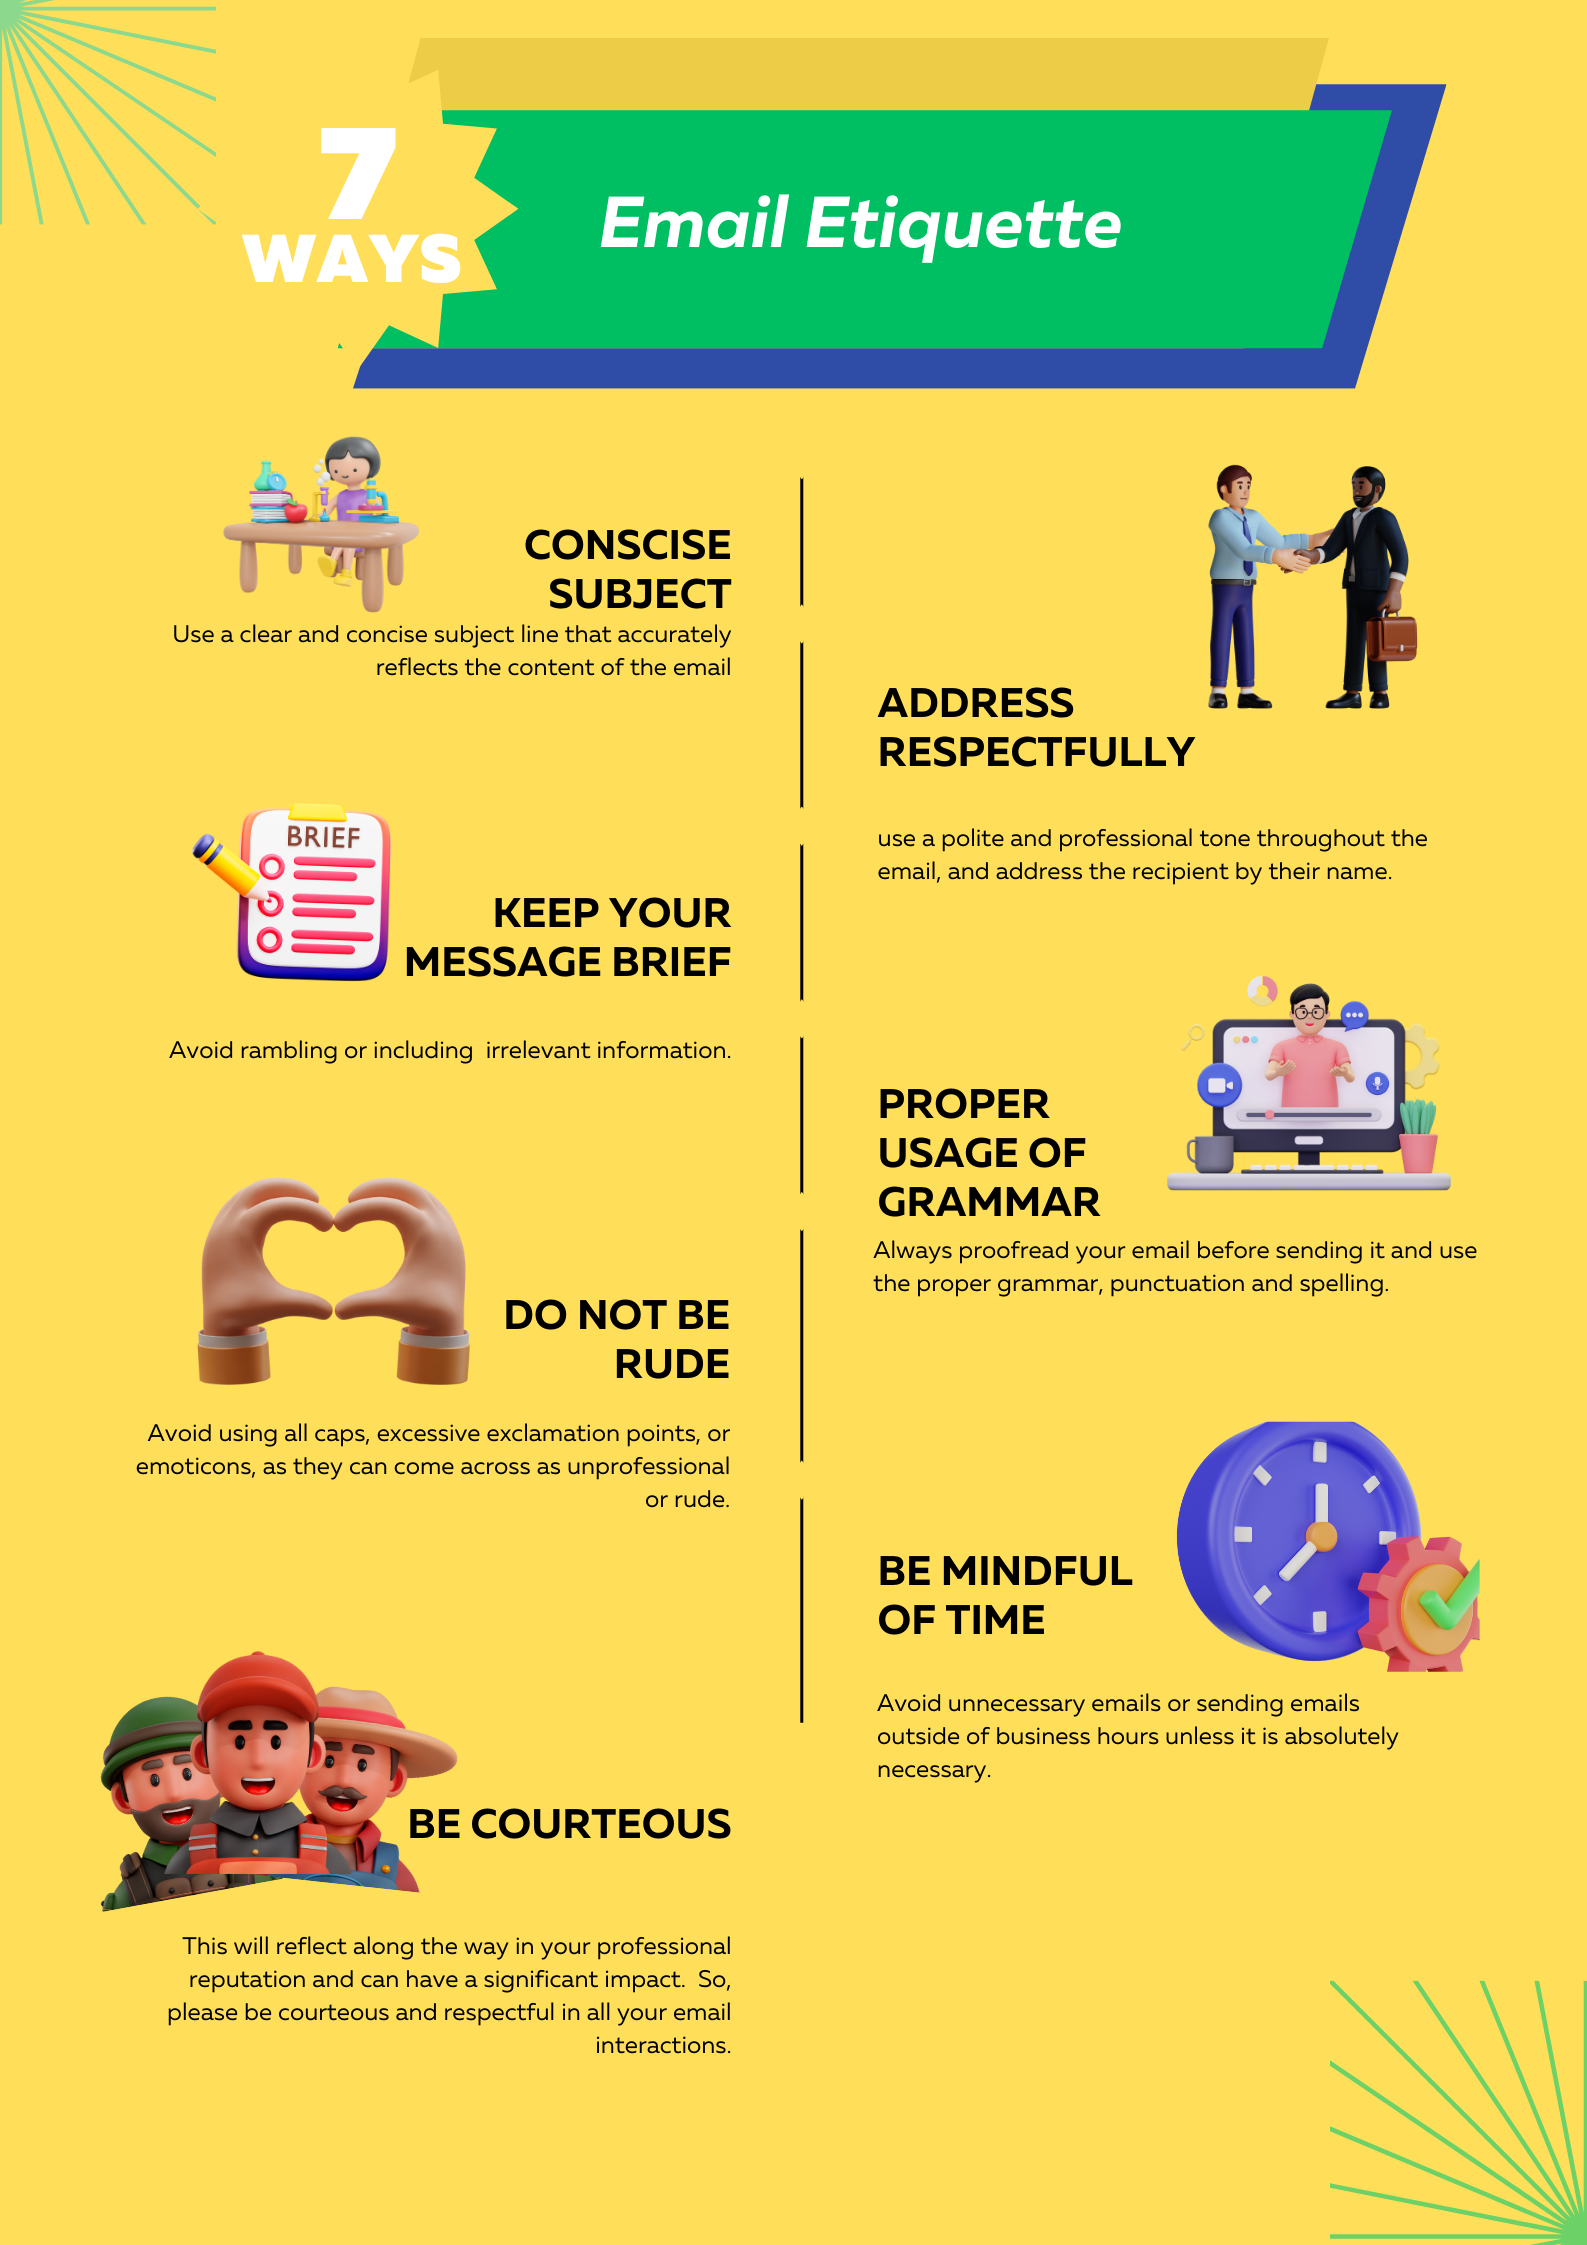 7
WAYS
Email Etiquette
CONSCISE
SUBJECT
Use a clear and concise subject line that accurately
reflects the content of the email
ADDRESS
RESPECTFULLY
use a polite and professional tone throughout the
email, and address the recipient by their name.
BRIEF
KEEP YOUR
MESSAGE BRIEF
Avoid rambling or including  irrelevant information.
PROPER
USAGE OF
GRAMMAR
Always proofread your email before sending it and use
the proper grammar, punctuation and spelling.
DO NOT BE
RUDE
Avoid using all caps, excessive exclamation points, or
emoticons, as they can come across as unprofessional
or rude.
BE MINDFUL
OF TIME
Avoid unnecessary emails or sending emails
outside of business hours unless it is absolutely
necessary.
BE COURTEOUS
This will reflect along the way in your professional
reputation and can have a significant impact.  So,
please be courteous and respectful in all your email
interactions.